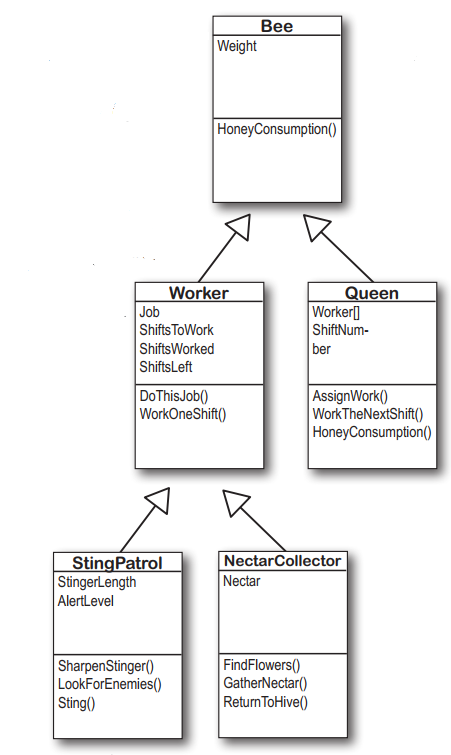 Bee
Weight
HoneyConsumption()
Worker
Job
ShiftsToWork
ShiftsWorked
ShiftsLeft
DoThisJob()
WorkOneShift()
Queen
Worker[]
ShiftNum-
ber
AssignWork()
WorkTheNextShift()
HoneyConsumption()
StingPatrol
StingerLength
AlertLevel
SharpenStinger()
LookForEnemies()
Sting()
NectarCollector
Nectar
FindFlowers()
GatherNectar()
ReturnToHive()